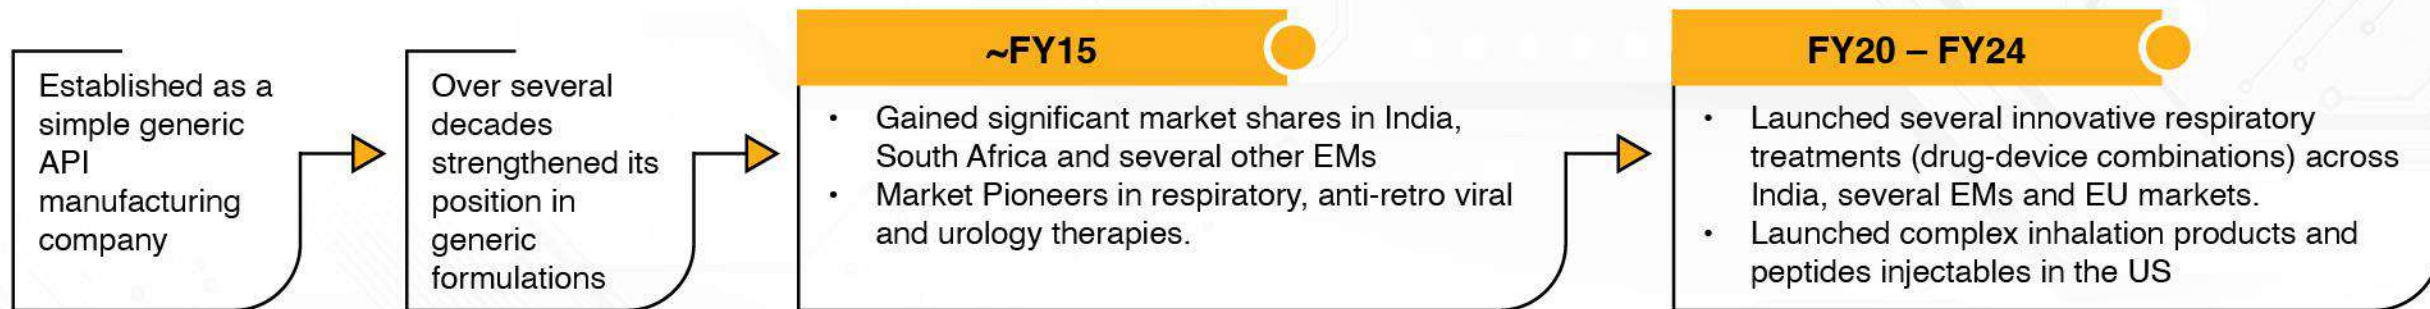 Established as a
simple generic
API
manufacturing
company
Over several
decades
strengthened its
position in
generic
formulations
~FY15
• Gained significant market shares in India,
South Africa and several other EMs
• Market Pioneers in respiratory, anti-retro viral
and urology therapies.
FY20 – FY24
• Launched several innovative respiratory
treatments (drug-device combinations) across
India, several EMs and EU markets.
• Launched complex inhalation products and
peptides injectables in the US